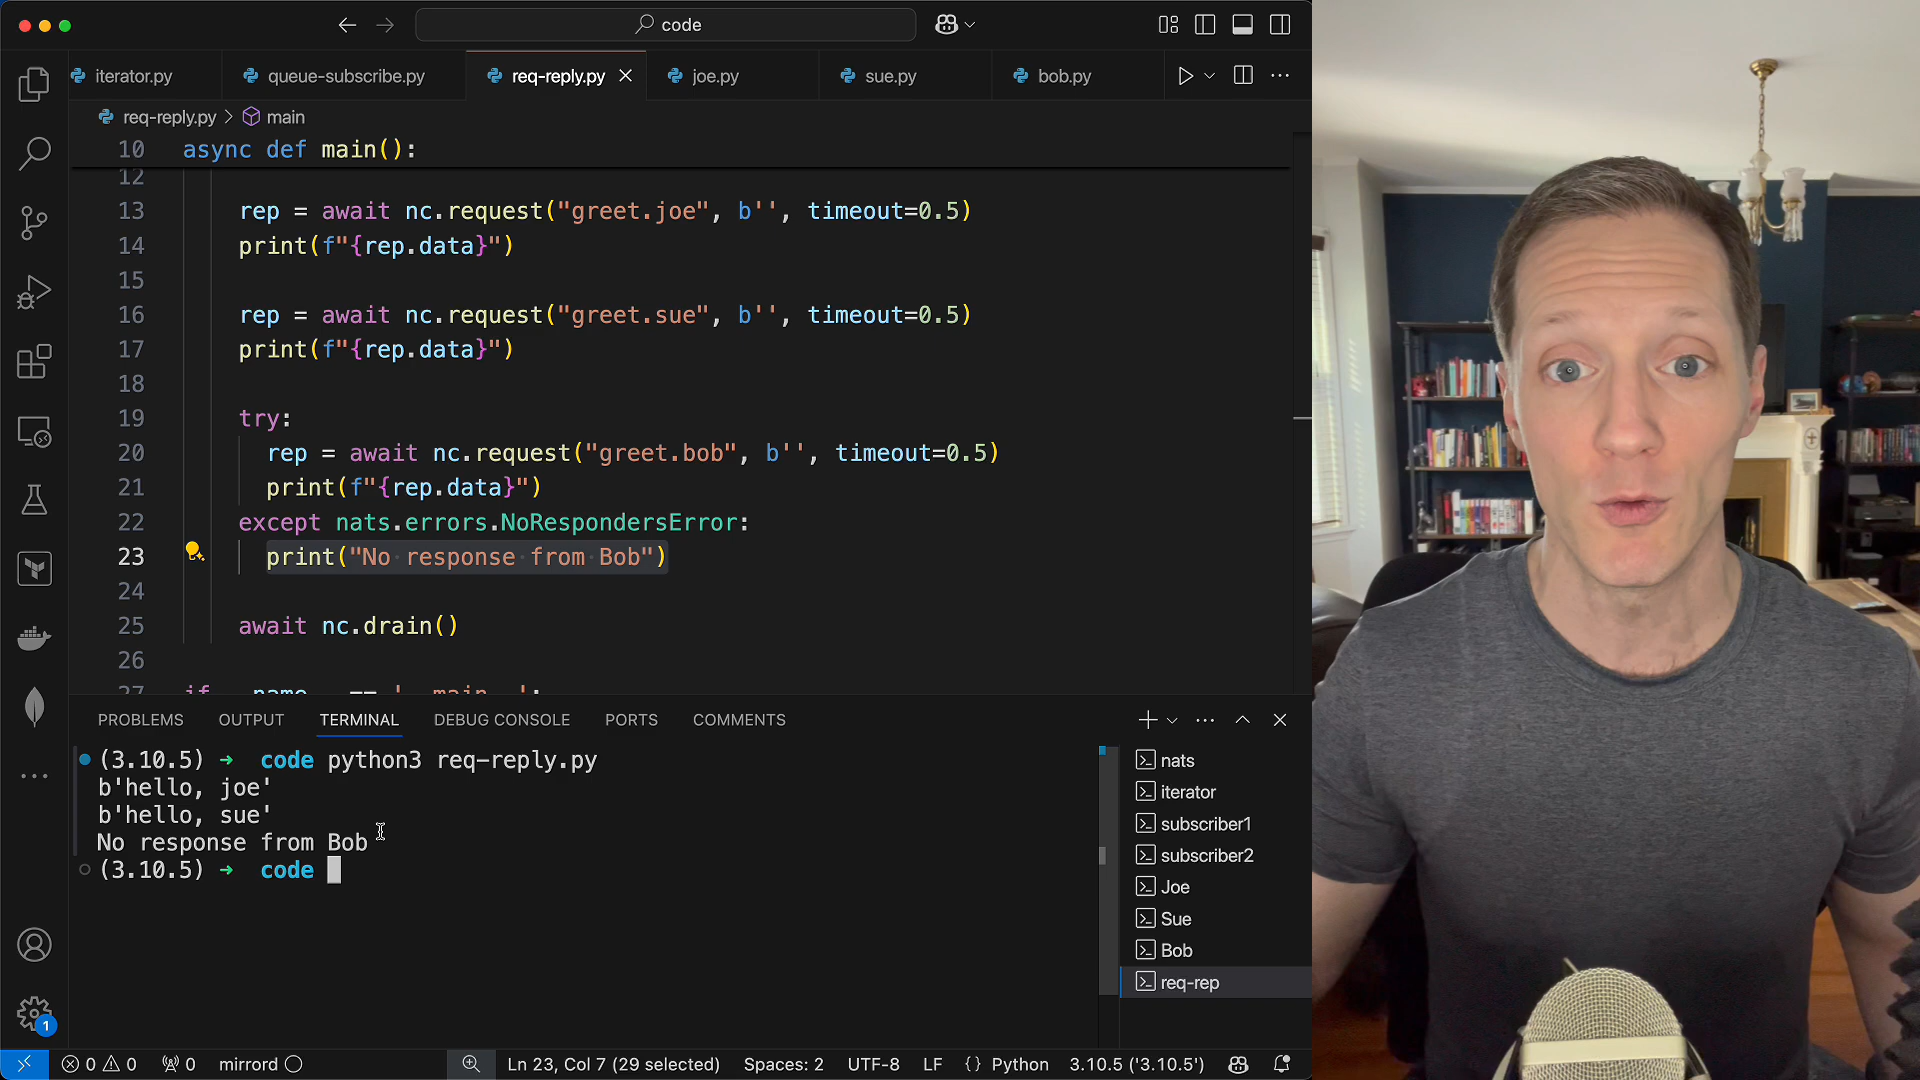 code
iterator.py
queue-subscribe.py
req-reply.py
joe.py
sue.py
bob.py
req-reply.py > main
10 async def main():
12
13 rep = await nc.request("greet.joe", b'', timeout=0.5)
14 print(f"{rep.data}")
15
16 rep = await nc.request("greet.sue", b'', timeout=0.5)
17 print(f"{rep.data}")
18
19 try:
20 rep = await nc.request("greet.bob", b'', timeout=0.5)
21 print(f"{rep.data}")
22 except nats.errors.NoRespondersError:
23 print("No response from Bob")
24
25 await nc.drain()
26
27 if __name__ == '__main__':
PROBLEMS
OUTPUT
TERMINAL
DEBUG CONSOLE
PORTS
COMMENTS
(3.10.5) → code python3 req-reply.py
b'hello, joe'
b'hello, sue'
No response from Bob
(3.10.5) → code
nats
iterator
subscriber1
subscriber2
Joe
Sue
Bob
req-rep
1
0 0 0 mirrord Ln 23, Col 7 (29 selected) Spaces: 2 UTF-8 LF {} Python 3.10.5 ('3.10.5')